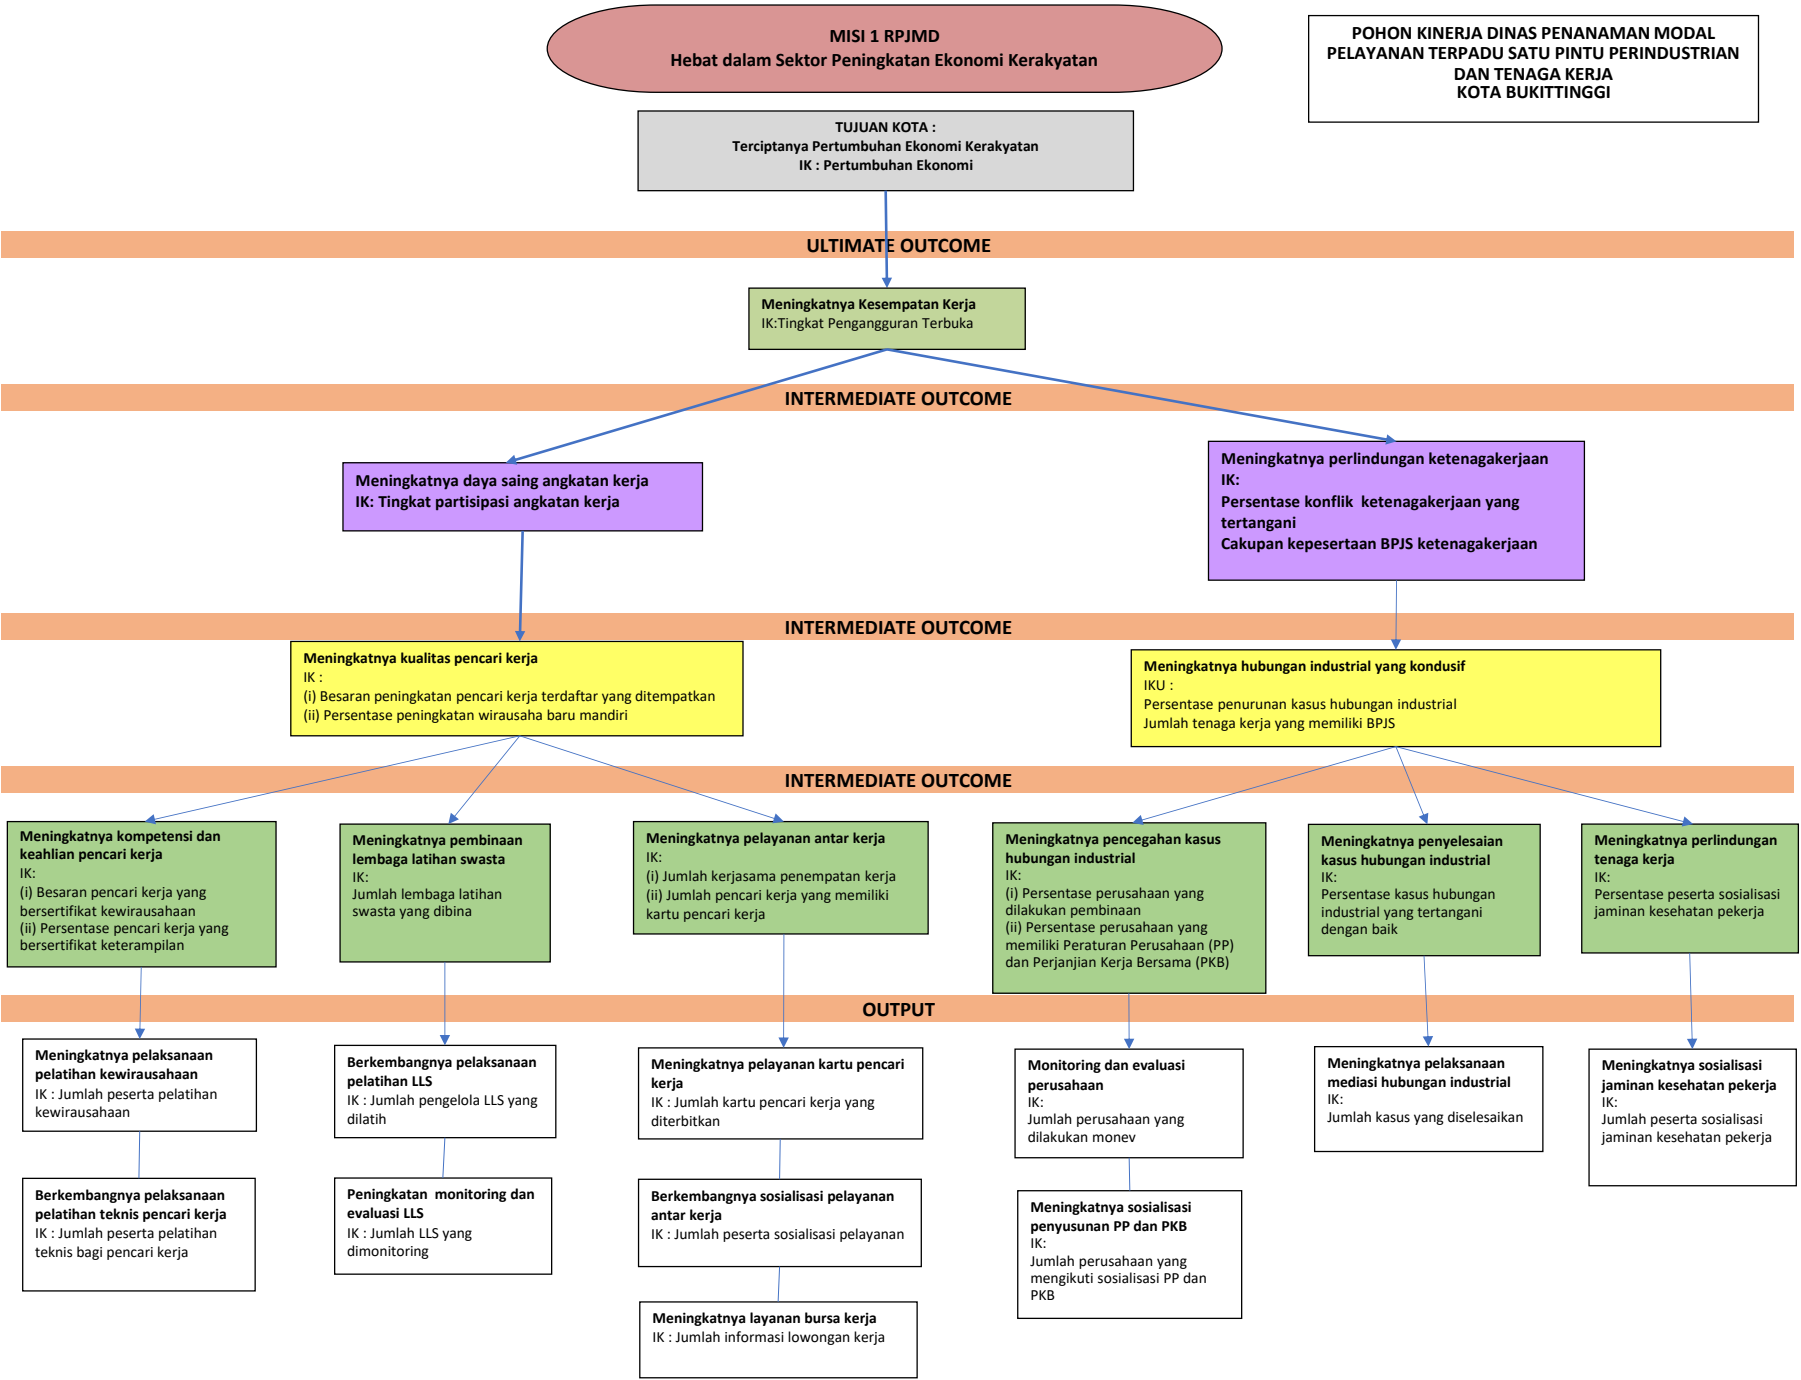 MISI 1 RPJMD
Hebat dalam Sektor Peningkatan Ekonomi Kerakyatan
POHON KINERJA DINAS PENANAMAN MODAL
PELAYANAN TERPADU SATU PINTU PERINDUSTRIAN
DAN TENAGA KERJA
KOTA BUKITTINGGI
TUJUAN KOTA :
Terciptanya Pertumbuhan Ekonomi Kerakyatan
IK : Pertumbuhan Ekonomi
ULTIMATE OUTCOME
Meningkatnya Kesempatan Kerja
IK:Tingkat Pengangguran Terbuka
INTERMEDIATE OUTCOME
Meningkatnya daya saing angkatan kerja
IK: Tingkat partisipasi angkatan kerja
Meningkatnya perlindungan ketenagakerjaan
IK:
Persentase konflik  ketenagakerjaan yang
tertangani
Cakupan kepesertaan BPJS ketenagakerjaan
INTERMEDIATE OUTCOME
Meningkatnya kualitas pencari kerja
IK :
(i) Besaran peningkatan pencari kerja terdaftar yang ditempatkan
(ii) Persentase peningkatan wirausaha baru mandiri
Meningkatnya hubungan industrial yang kondusif
IKU :
Persentase penurunan kasus hubungan industrial
Jumlah tenaga kerja yang memiliki BPJS
INTERMEDIATE OUTCOME
Meningkatnya kompetensi dan
keahlian pencari kerja
IK:
(i) Besaran pencari kerja yang
bersertifikat kewirausahaan
(ii) Persentase pencari kerja yang
bersertifikat keterampilan
Meningkatnya pembinaan
lembaga latihan swasta
IK:
Jumlah lembaga latihan
swasta yang dibina
Meningkatnya pelayanan antar kerja
IK:
(i) Jumlah kerjasama penempatan kerja
(ii) Jumlah pencari kerja yang memiliki
kartu pencari kerja
Meningkatnya pencegahan kasus
hubungan industrial
IK:
(i) Persentase perusahaan yang
dilakukan pembinaan
(ii) Persentase perusahaan yang
memiliki Peraturan Perusahaan (PP)
dan Perjanjian Kerja Bersama (PKB)
Meningkatnya penyelesaian
kasus hubungan industrial
IK:
Persentase kasus hubungan
industrial yang tertangani
dengan baik
Meningkatnya perlindungan
tenaga kerja
IK:
Persentase peserta sosialisasi
jaminan kesehatan pekerja
OUTPUT
Meningkatnya pelaksanaan
pelatihan kewirausahaan
IK : Jumlah peserta pelatihan
kewirausahaan
Berkembangnya pelaksanaan
pelatihan LLS
IK : Jumlah pengelola LLS yang
dilatih
Meningkatnya pelayanan kartu pencari
kerja
IK : Jumlah kartu pencari kerja yang
diterbitkan
Monitoring dan evaluasi
perusahaan
IK:
Jumlah perusahaan yang
dilakukan monev
Meningkatnya pelaksanaan
mediasi hubungan industrial
IK:
Jumlah kasus yang diselesaikan
Meningkatnya sosialisasi
jaminan kesehatan pekerja
IK:
Jumlah peserta sosialisasi
jaminan kesehatan pekerja
Berkembangnya pelaksanaan
pelatihan teknis pencari kerja
IK : Jumlah peserta pelatihan
teknis bagi pencari kerja
Peningkatan  monitoring dan
evaluasi LLS
IK : Jumlah LLS yang
dimonitoring
Berkembangnya sosialisasi pelayanan
antar kerja
IK : Jumlah peserta sosialisasi pelayanan
Meningkatnya sosialisasi
penyusunan PP dan PKB
IK:
Jumlah perusahaan yang
mengikuti sosialisasi PP dan
PKB
Meningkatnya layanan bursa kerja
IK : Jumlah informasi lowongan kerja